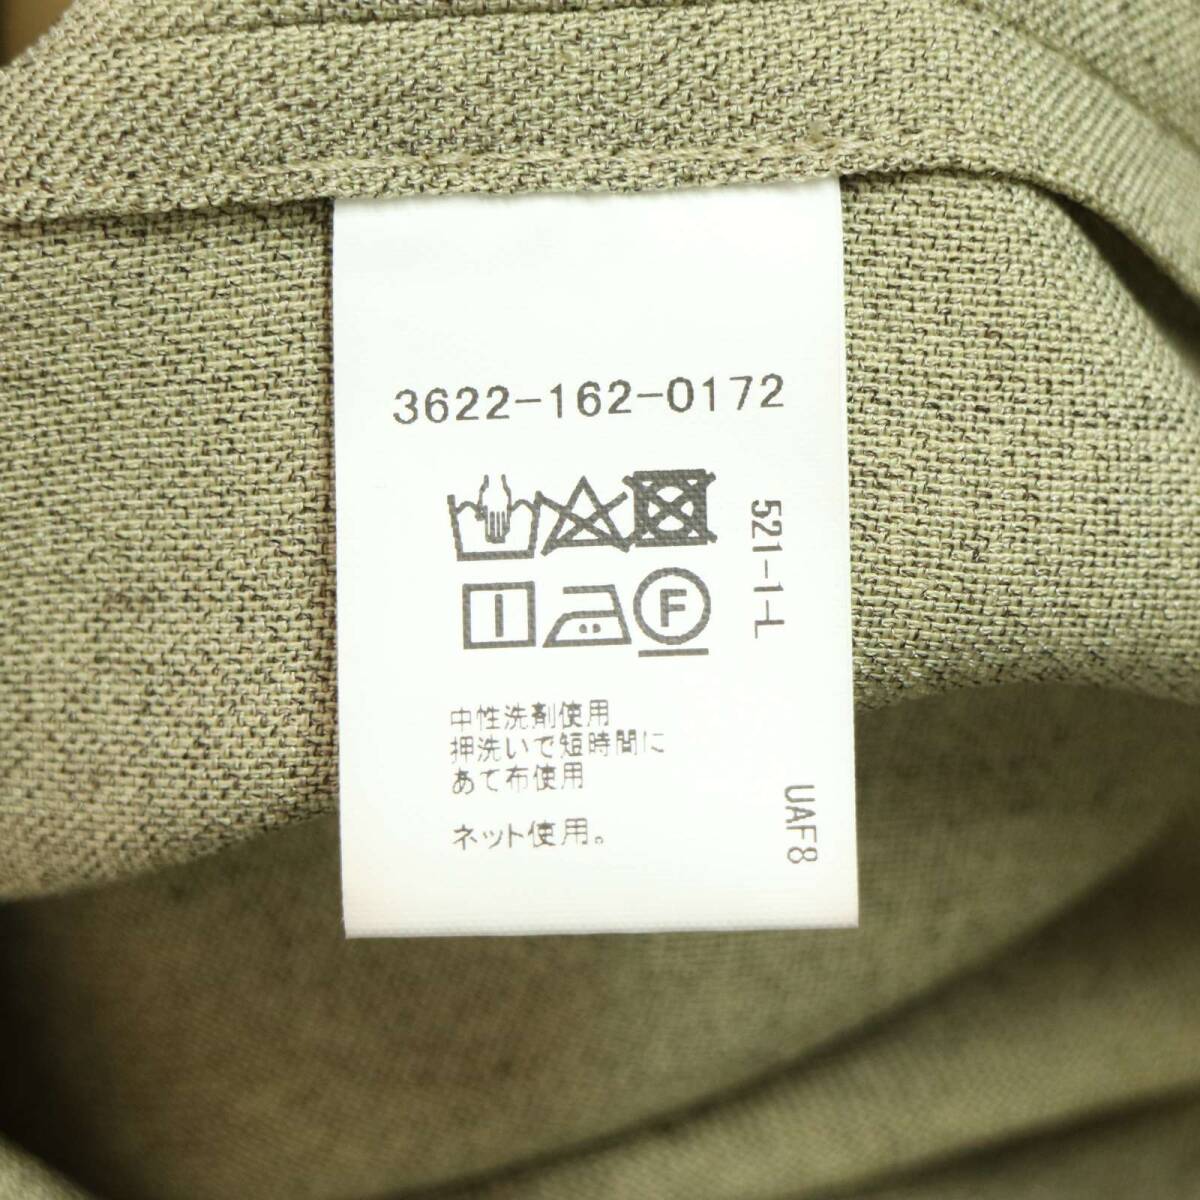 3622-162-0172
521-1-L
F
中性洗剤使用
押洗いで短時間に
あて布使用
ネット使用。
UAF8